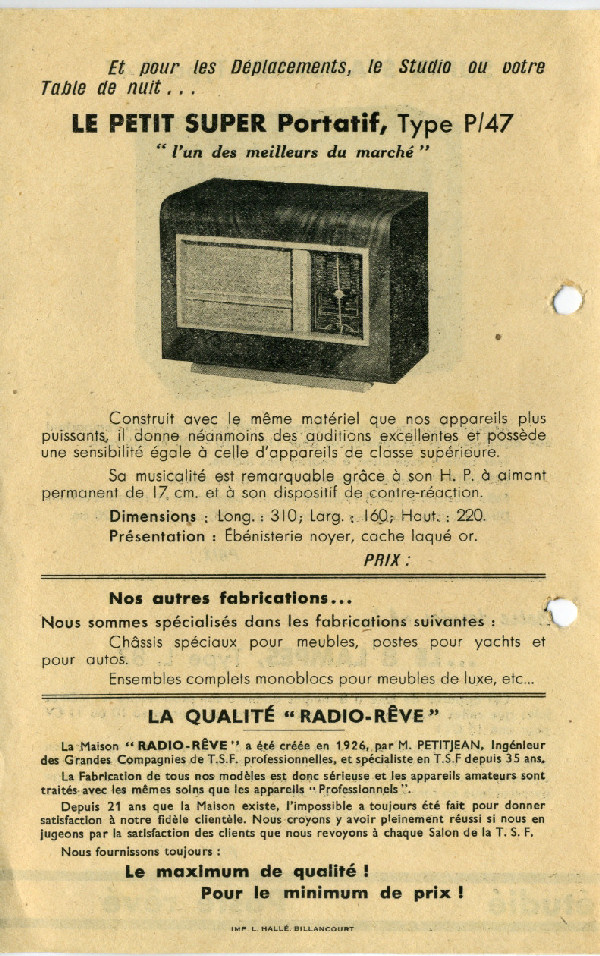 Et pour les Déplacements, le Studio ou votre
Table de nuit...
LE PETIT SUPER Portatif, Type P/47
“ l'un des meilleurs du marché ”
Construit avec le même matériel que nos appareils plus
puissants, il donne néanmoins des auditions excellentes et possède
une sensibilité égale à celle d'appareils de classe supérieure.
Sa musicalité est remarquable grâce à son H. P. à aimant
permanent de 17 cm. et à son dispositif de contre-réaction.
Dimensions : Long. : 310; Larg. : 160; Haut. : 220.
Présentation : Ébénisterie noyer, cache laqué or.
PRIX :
Nos autres fabrications...
Nous sommes spécialisés dans les fabrications suivantes :
Châssis spéciaux pour meubles, postes pour yachts et
pour autos.
Ensembles complets monoblocs pour meubles de luxe, etc...
LA QUALITÉ “ RADIO-RÊVE ”
La Maison “ RADIO-RÊVE ” a été créée en 1926, par M. PETITJEAN, Ingénieur
des Grandes Compagnies de T.S.F. professionnelles, et spécialiste en T.S.F depuis 35 ans.
La Fabrication de tous nos modèles est donc sérieuse et les appareils amateurs sont
traités avec les mêmes soins que les appareils “ Professionnels ”.
Depuis 21 ans que la Maison existe, l'impossible a toujours été fait pour donner
satisfaction à notre fidèle clientèle. Nous croyons y avoir pleinement réussi si nous en
jugeons par la satisfaction des clients que nous revoyons à chaque Salon de la T. S. F.
Nous fournissons toujours :
Le maximum de qualité !
Pour le minimum de prix !
IMP. L. HALLÉ, BILLANCOURT